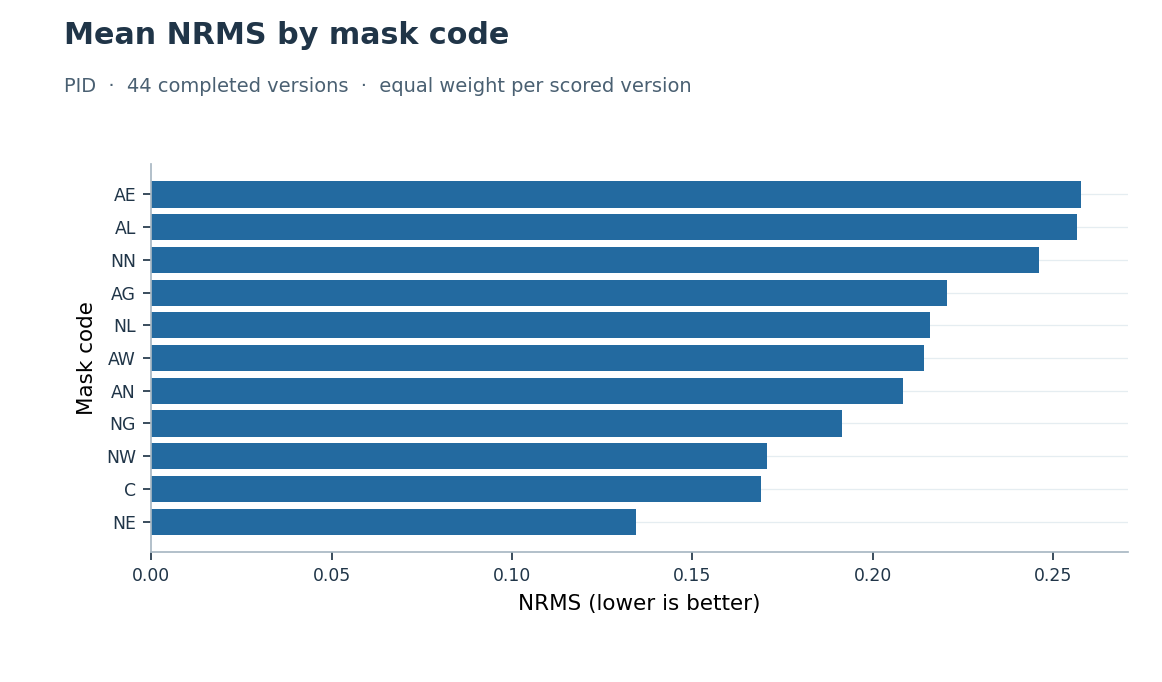 Mean NRMS by mask code
PID · 44 completed versions · equal weight per scored version
Mask code
AE
AL
NN
AG
NL
AW
AN
NG
NW
C
NE
0.00 0.05 0.10 0.15 0.20 0.25
NRMS (lower is better)